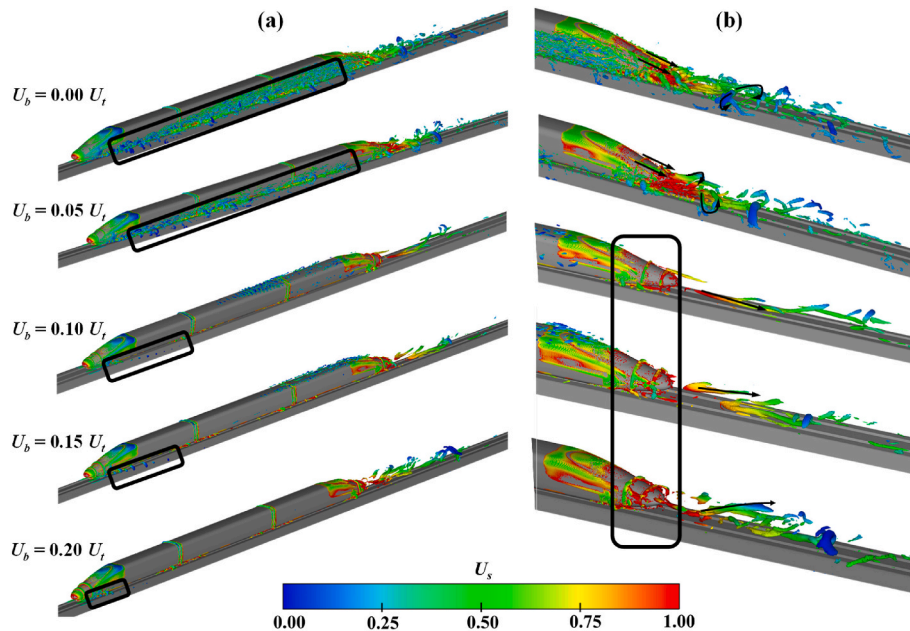 (a) (b)
U_b = 0.00 U_t
U_b = 0.05 U_t
U_b = 0.10 U_t
U_b = 0.15 U_t
U_b = 0.20 U_t
U_s
0.00 0.25 0.50 0.75 1.00